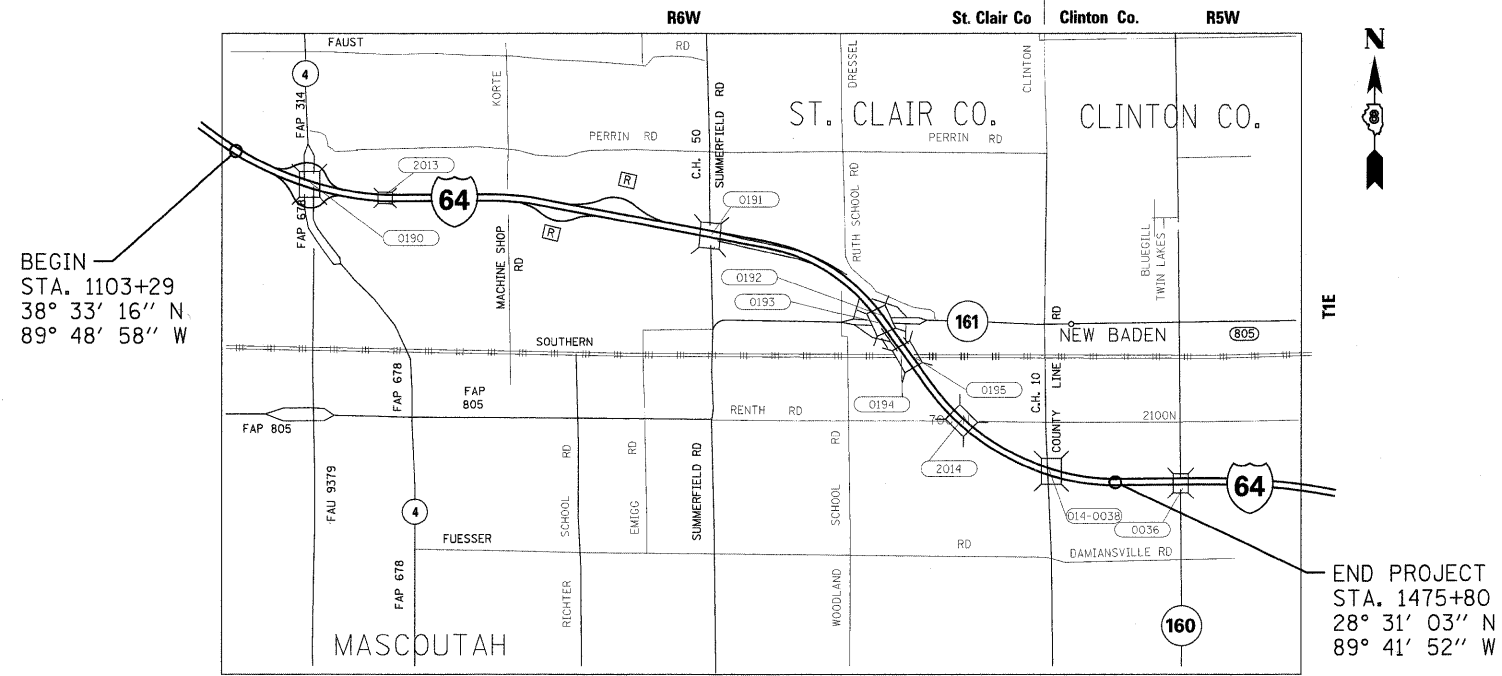 R6W
St. Clair Co
Clinton Co.
R5W
N
8
FAUST
RD
4
FAP 314
KORTE
SUMMERFIELD RD
C.H. 50
DRESSEL
CLINTON
ST. CLAIR CO.
CLINTON CO.
PERRIN RD
PERRIN RD
2013
64
R
R
0191
0190
FAP 678
MACHINE SHOP
RD
RUTH SCHOOL RD
BLUEGILL
TWIN LAKES
BEGIN
STA. 1103+29
38° 33' 16" N
89° 48' 58" W
0192
0193
161
RD
NEW BADEN
805
T1E
SOUTHERN
FAP 678
FAP
805
0195
0194
C.H. 10
COUNTY LINE
FAP 805
RENTH RD
70
2100N
2014
FAU 9379
4
SCHOOL RD
EMIGG RD
SUMMERFIELD RD
SCHOOL RD
64
014-0038
0036
FUESSER
RD
DAMIANSVILLE RD
FAP 678
RICHTER
WOODLAND
160
MASCOUTAH
END PROJECT
STA. 1475+80
28° 31' 03" N
89° 41' 52" W